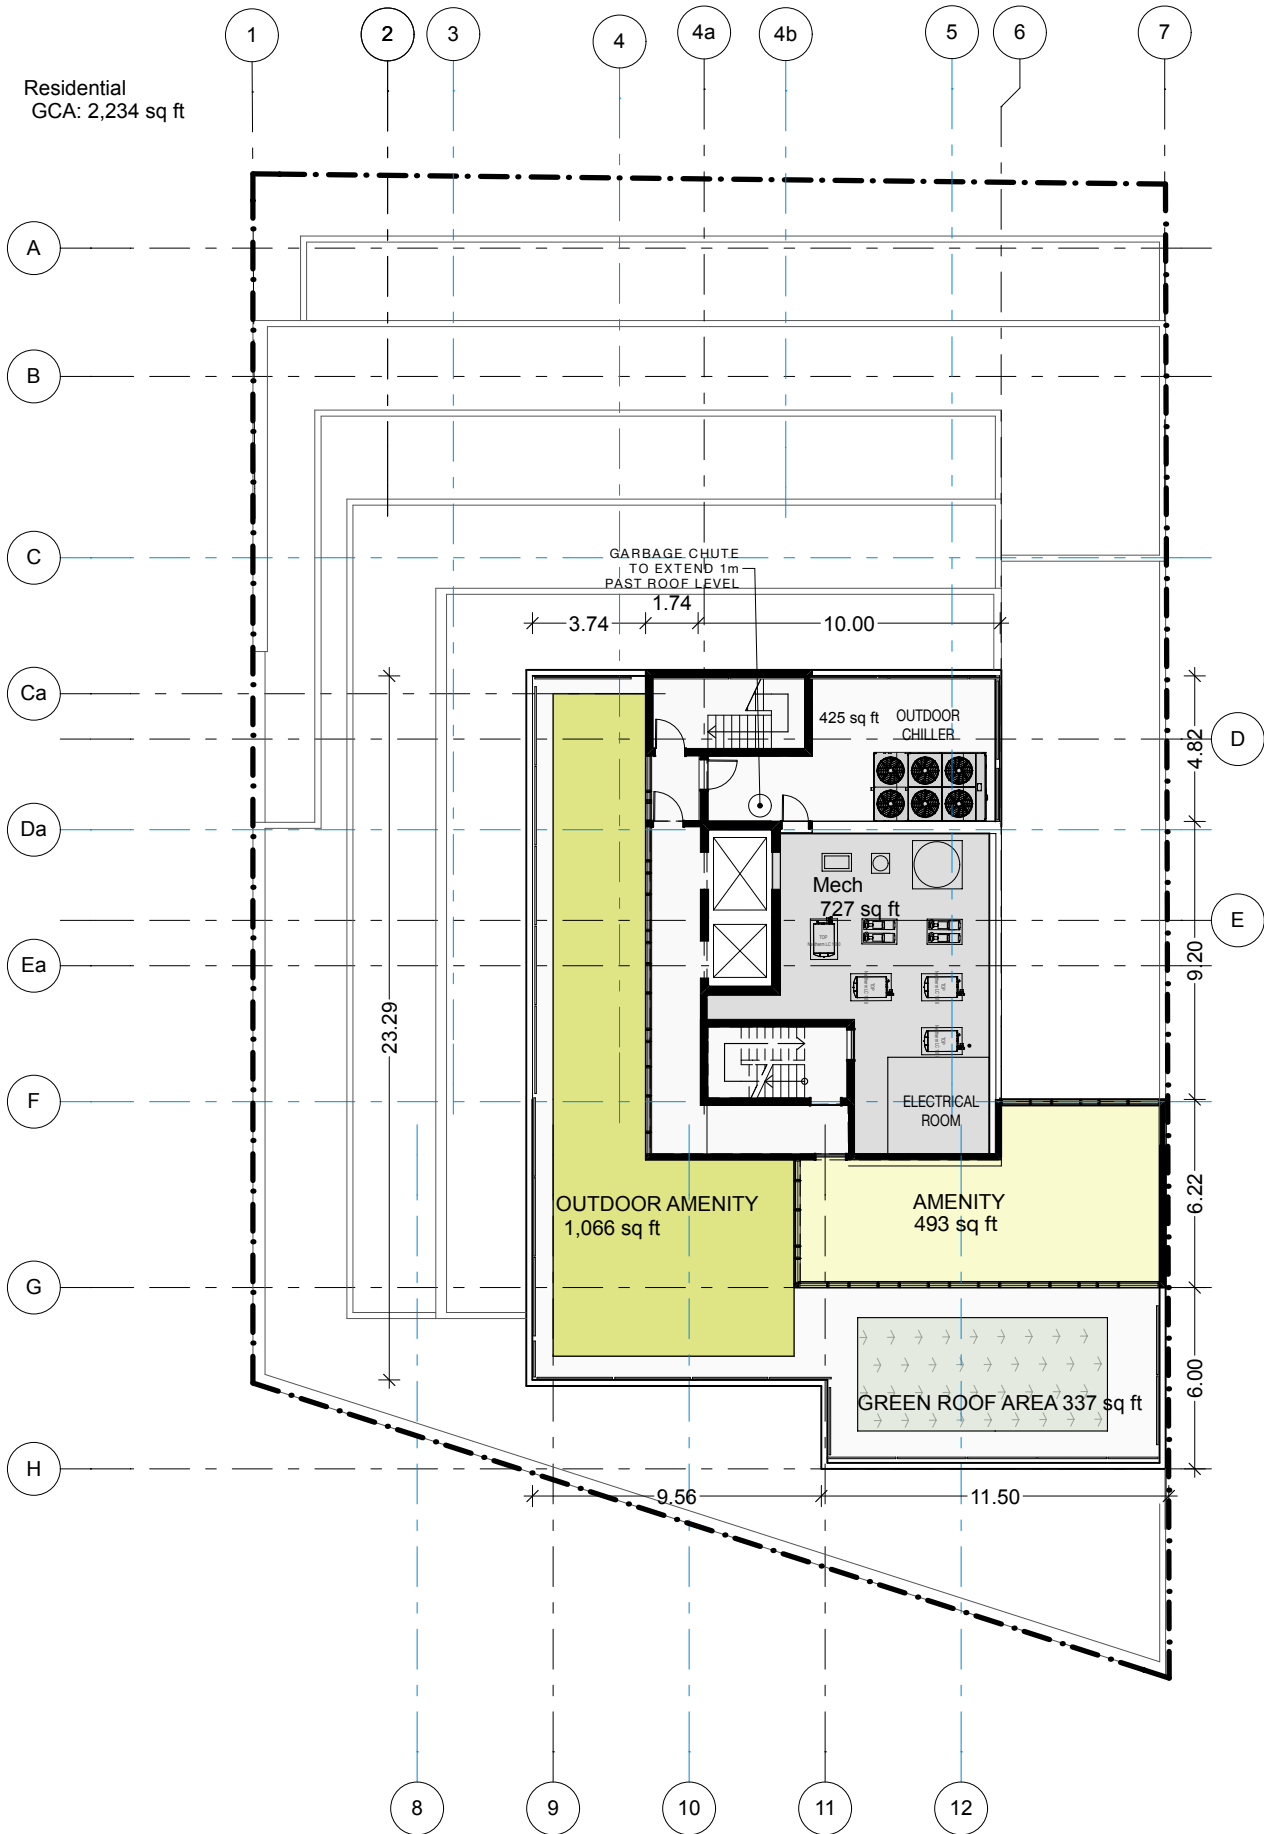 1
2
3
4
4a
4b
5
6
7
Residential
GCA: 2,234 sq ft
A
B
C
GARBAGE CHUTE
TO EXTEND 1m
PAST ROOF LEVEL
3.74
1.74
10.00
Ca
425 sq ft
OUTDOOR
CHILLER
D
4.82
Da
Mech
727 sq ft
E
Ea
TOP
TOP
TOP
TOP
9.20
23.29
F
ELECTRICAL
ROOM
OUTDOOR AMENITY
1,066 sq ft
AMENITY
493 sq ft
6.22
G
GREEN ROOF AREA 337 sq ft
6.00
H
9.56
11.50
8
9
10
11
12